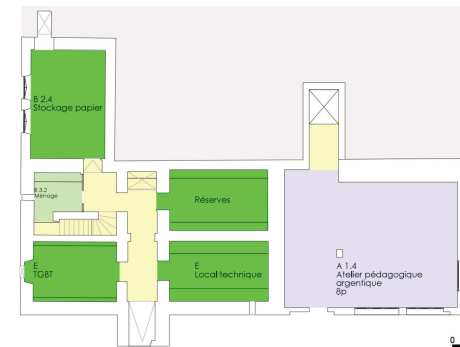 B 2.4
Stockage papier
B 3.2
Ménage
Réserves
E
TGBT
E
Local technique
A 1.4
Atelier pédagogique
argentique
8p
0